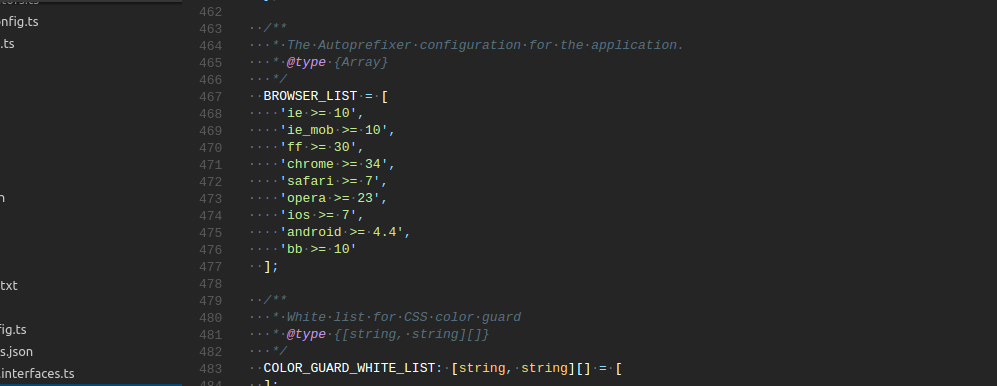 nfig.ts
.ts
txt
fig.ts
s.json
.interfaces.ts
462
463 /**
464 * The Autoprefixer configuration for the application.
465 * @type {Array}
466 */
467 BROWSER_LIST = [
468 'ie >= 10',
469 'ie_mob >= 10',
470 'ff >= 30',
471 'chrome >= 34',
472 'safari >= 7',
473 'opera >= 23',
474 'ios >= 7',
475 'android >= 4.4',
476 'bb >= 10'
477 ];
478
479 /**
480 * White list for CSS color guard
481 * @type {[string, string][]}
482 */
483 COLOR_GUARD_WHITE_LIST: [string, string][] = [
484 ];